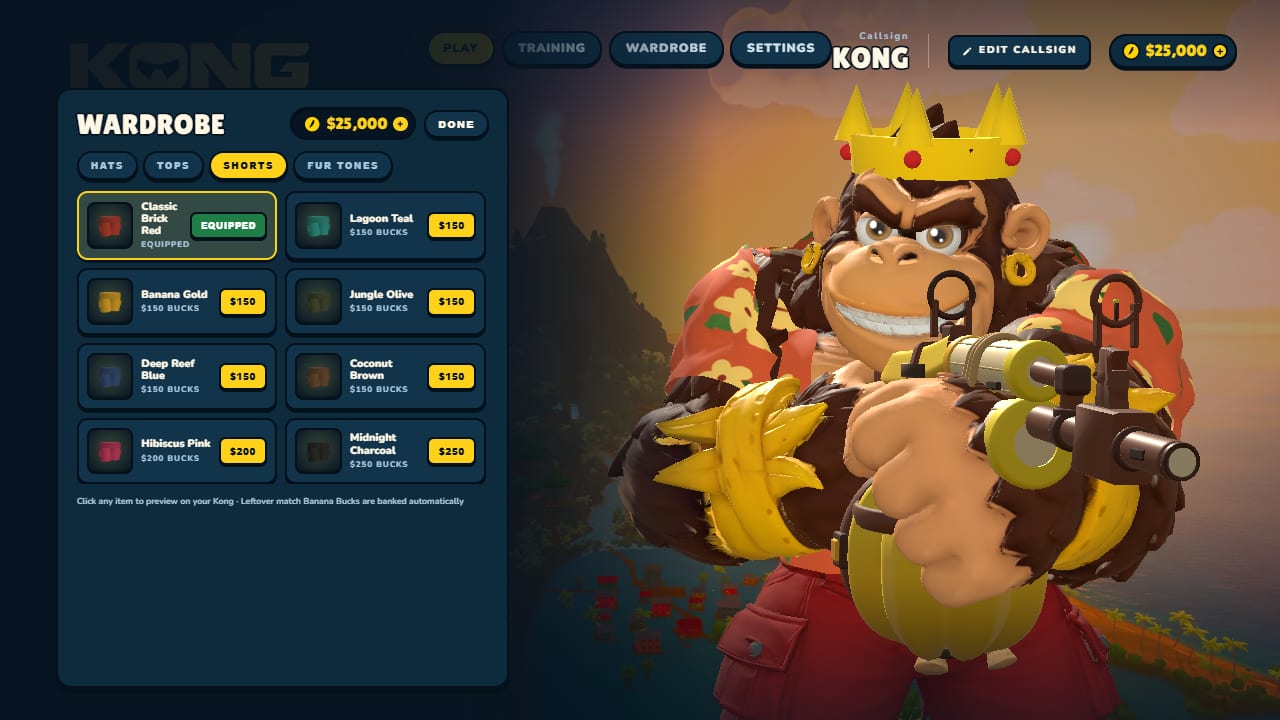 KONG
PLAY
TRAINING
WARDROBE
SETTINGS
Callsign
KONG
EDIT CALLSIGN
$25,000
WARDROBE
$25,000
DONE
HATS
TOPS
SHORTS
FUR TONES
Classic
Brick
Red
EQUIPPED
EQUIPPED
Lagoon Teal
$150 BUCKS
$150
Banana Gold
$150 BUCKS
$150
Jungle Olive
$150 BUCKS
$150
Deep Reef
Blue
$150 BUCKS
$150
Coconut
Brown
$150 BUCKS
$150
Hibiscus Pink
$200 BUCKS
$200
Midnight
Charcoal
$250 BUCKS
$250
Click any item to preview on your Kong · Leftover match Banana Bucks are banked automatically